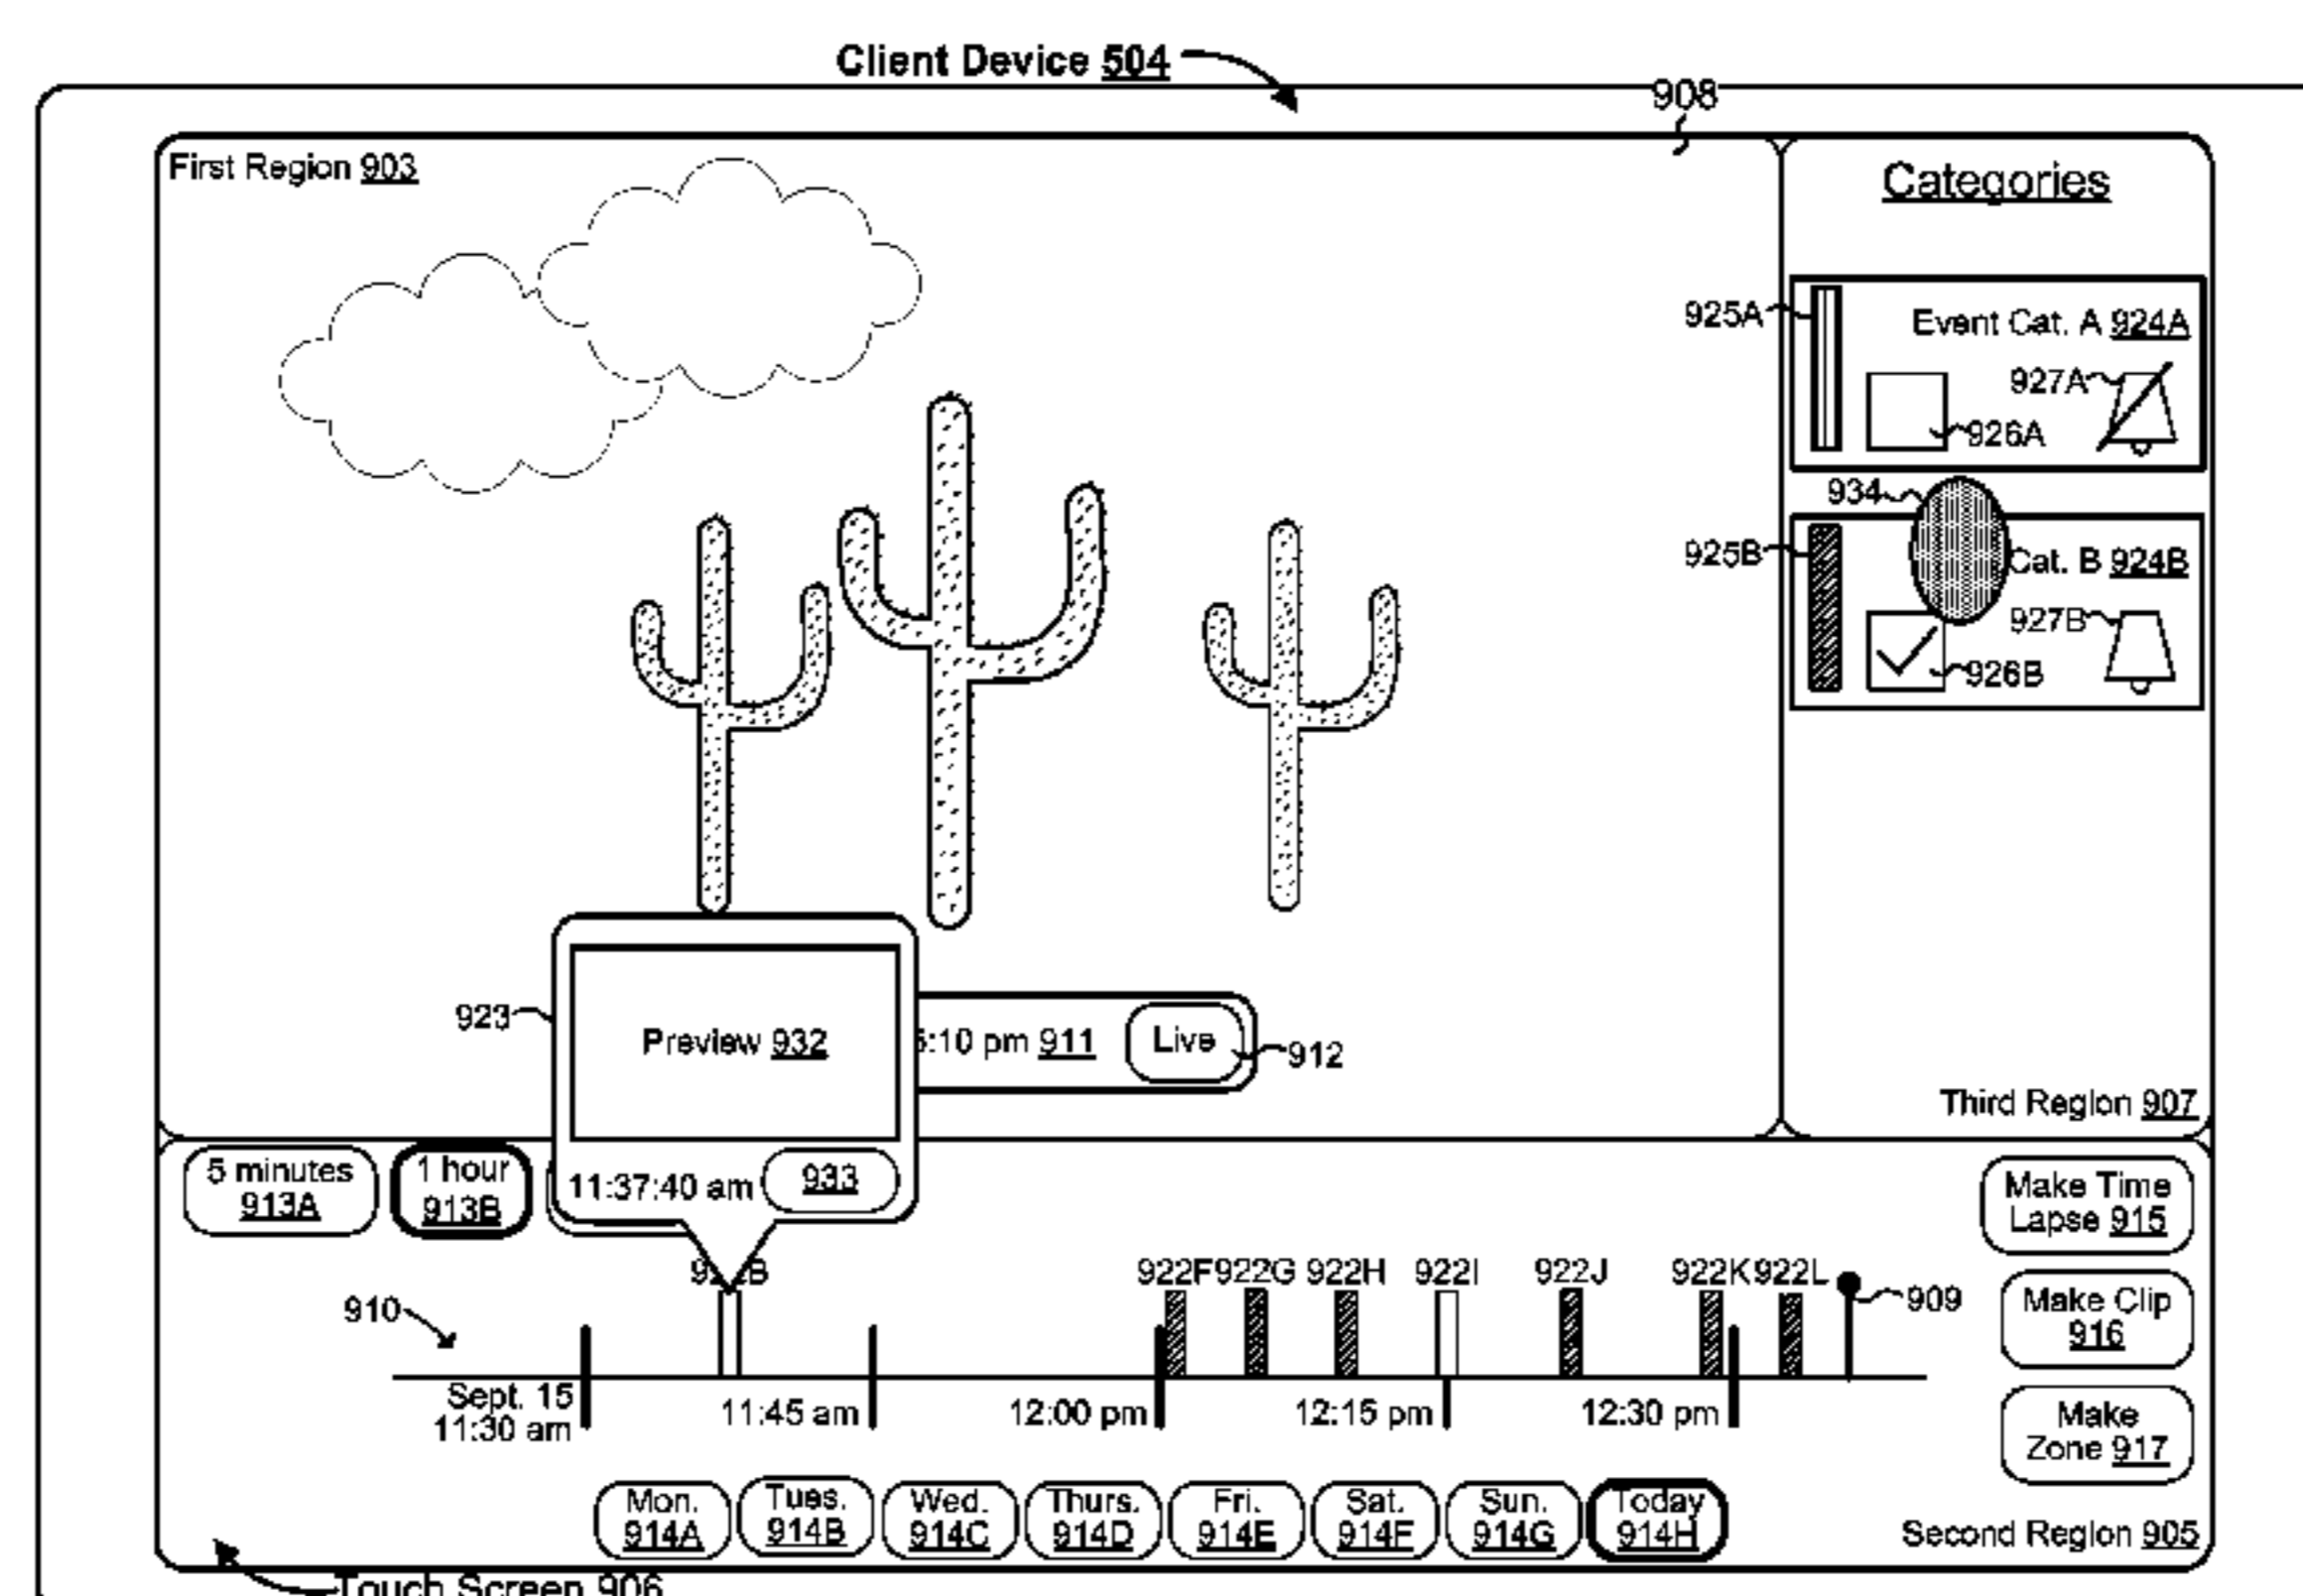 Client Device 504
908
First Region 903
Categories
925A
Event Cat. A 924A
927A
926A
934
925B
Cat. B 924B
927B
926B
923
Preview 932
5:10 pm 911
Live
912
Third Region 907
5 minutes
913A
1 hour
913B
11:37:40 am
933
Make Time
Lapse 915
922B
922F
922G
922H
922I
922J
922K
922L
909
910
Make Clip
916
Sept. 15
11:30 am
11:45 am
12:00 pm
12:15 pm
12:30 pm
Make
Zone 917
Mon.
914A
Tues.
914B
Wed.
914C
Thurs.
914D
Fri.
914E
Sat.
914F
Sun.
914G
Today
914H
Second Region 905
Touch Screen 906